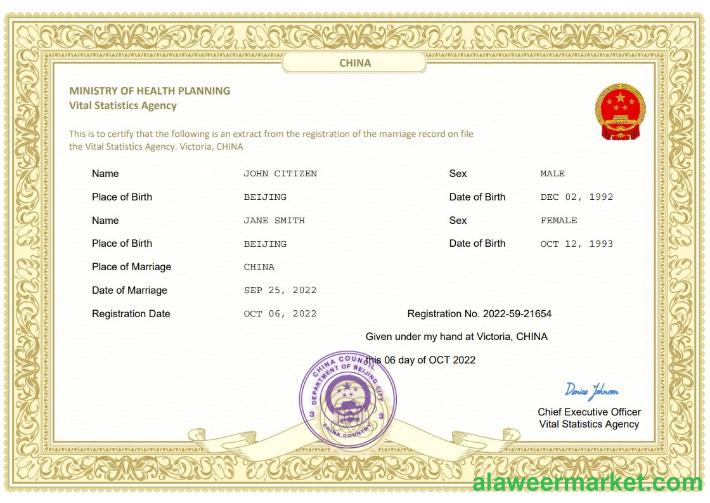 CHINA
MINISTRY OF HEALTH PLANNING
Vital Statistics Agency
This is to certify that the following is an extract from the registration of the marriage record on file
the Vital Statistics Agency. Victoria, CHINA
Name JOHN CITIZEN Sex MALE
Place of Birth BEIJING Date of Birth DEC 02, 1992
Name JANE SMITH Sex FEMALE
Place of Birth BEIJING Date of Birth OCT 12, 1993
Place of Marriage CHINA
Date of Marriage SEP 25, 2022
Registration Date OCT 06, 2022 Registration No. 2022-59-21654
Given under my hand at Victoria, CHINA
this 06 day of OCT 2022
CHINA COUNCIL
DEPARTMENT OF BEIJING CITY
3 3
CHINA COUNTRY
Denise Johnson
Chief Executive Officer
Vital Statistics Agency
alaweermarket.com